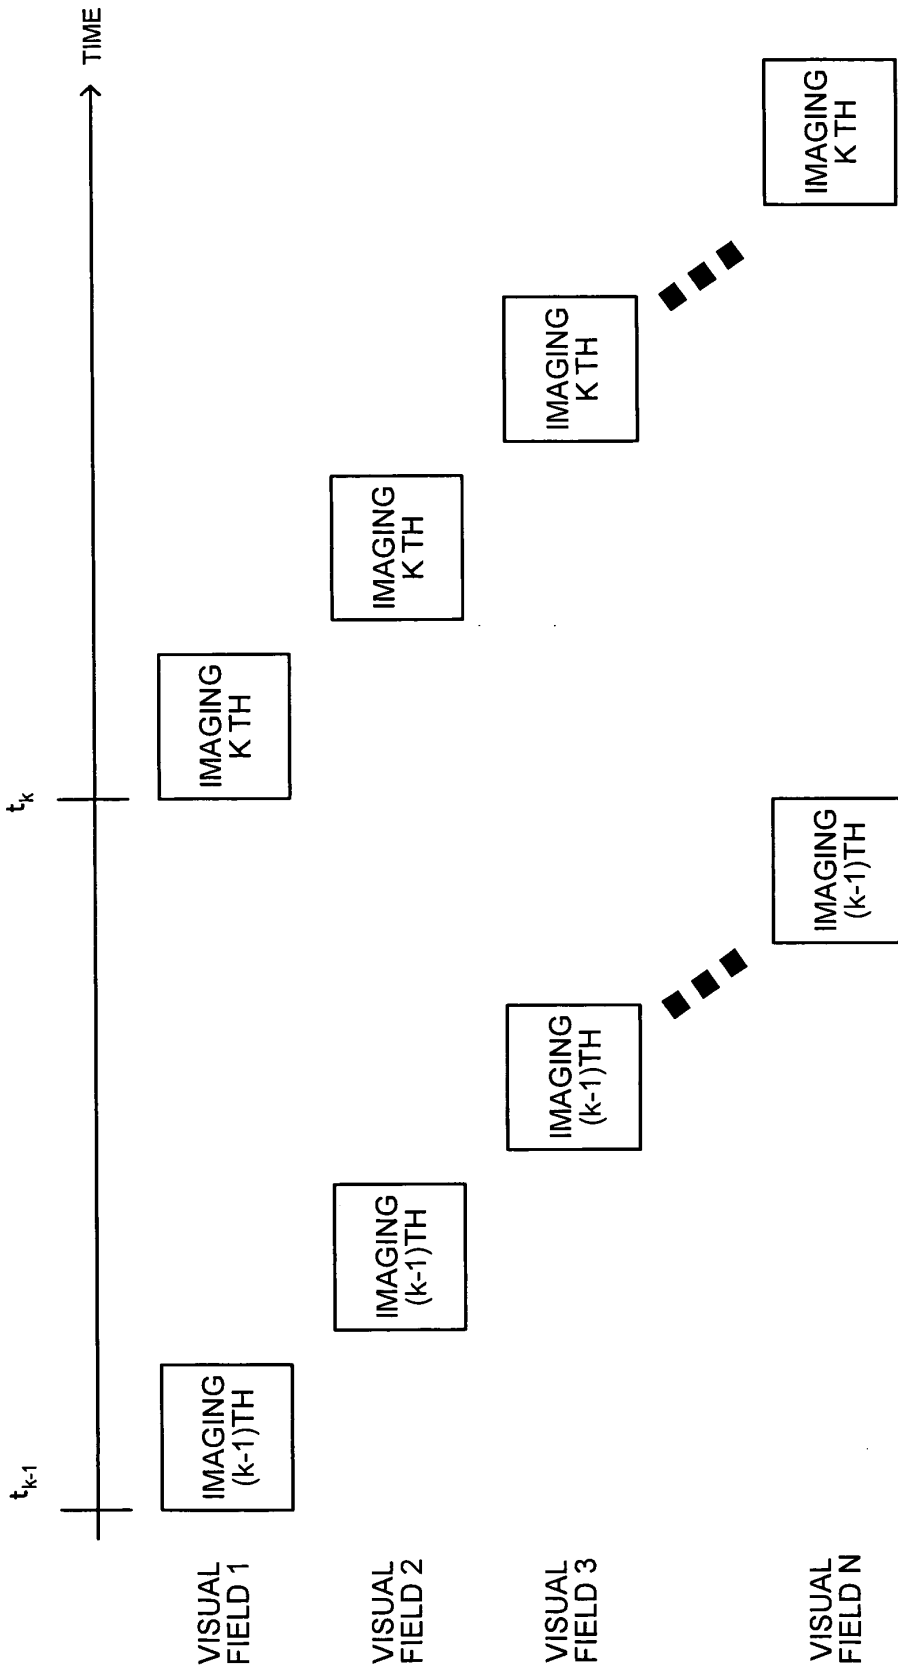 TIME
t_{k-1}
t_k
VISUAL
FIELD 1
IMAGING
(k-1)TH
IMAGING
K TH
VISUAL
FIELD 2
IMAGING
(k-1)TH
IMAGING
K TH
VISUAL
FIELD 3
IMAGING
(k-1)TH
IMAGING
K TH
VISUAL
FIELD N
IMAGING
(k-1)TH
IMAGING
K TH